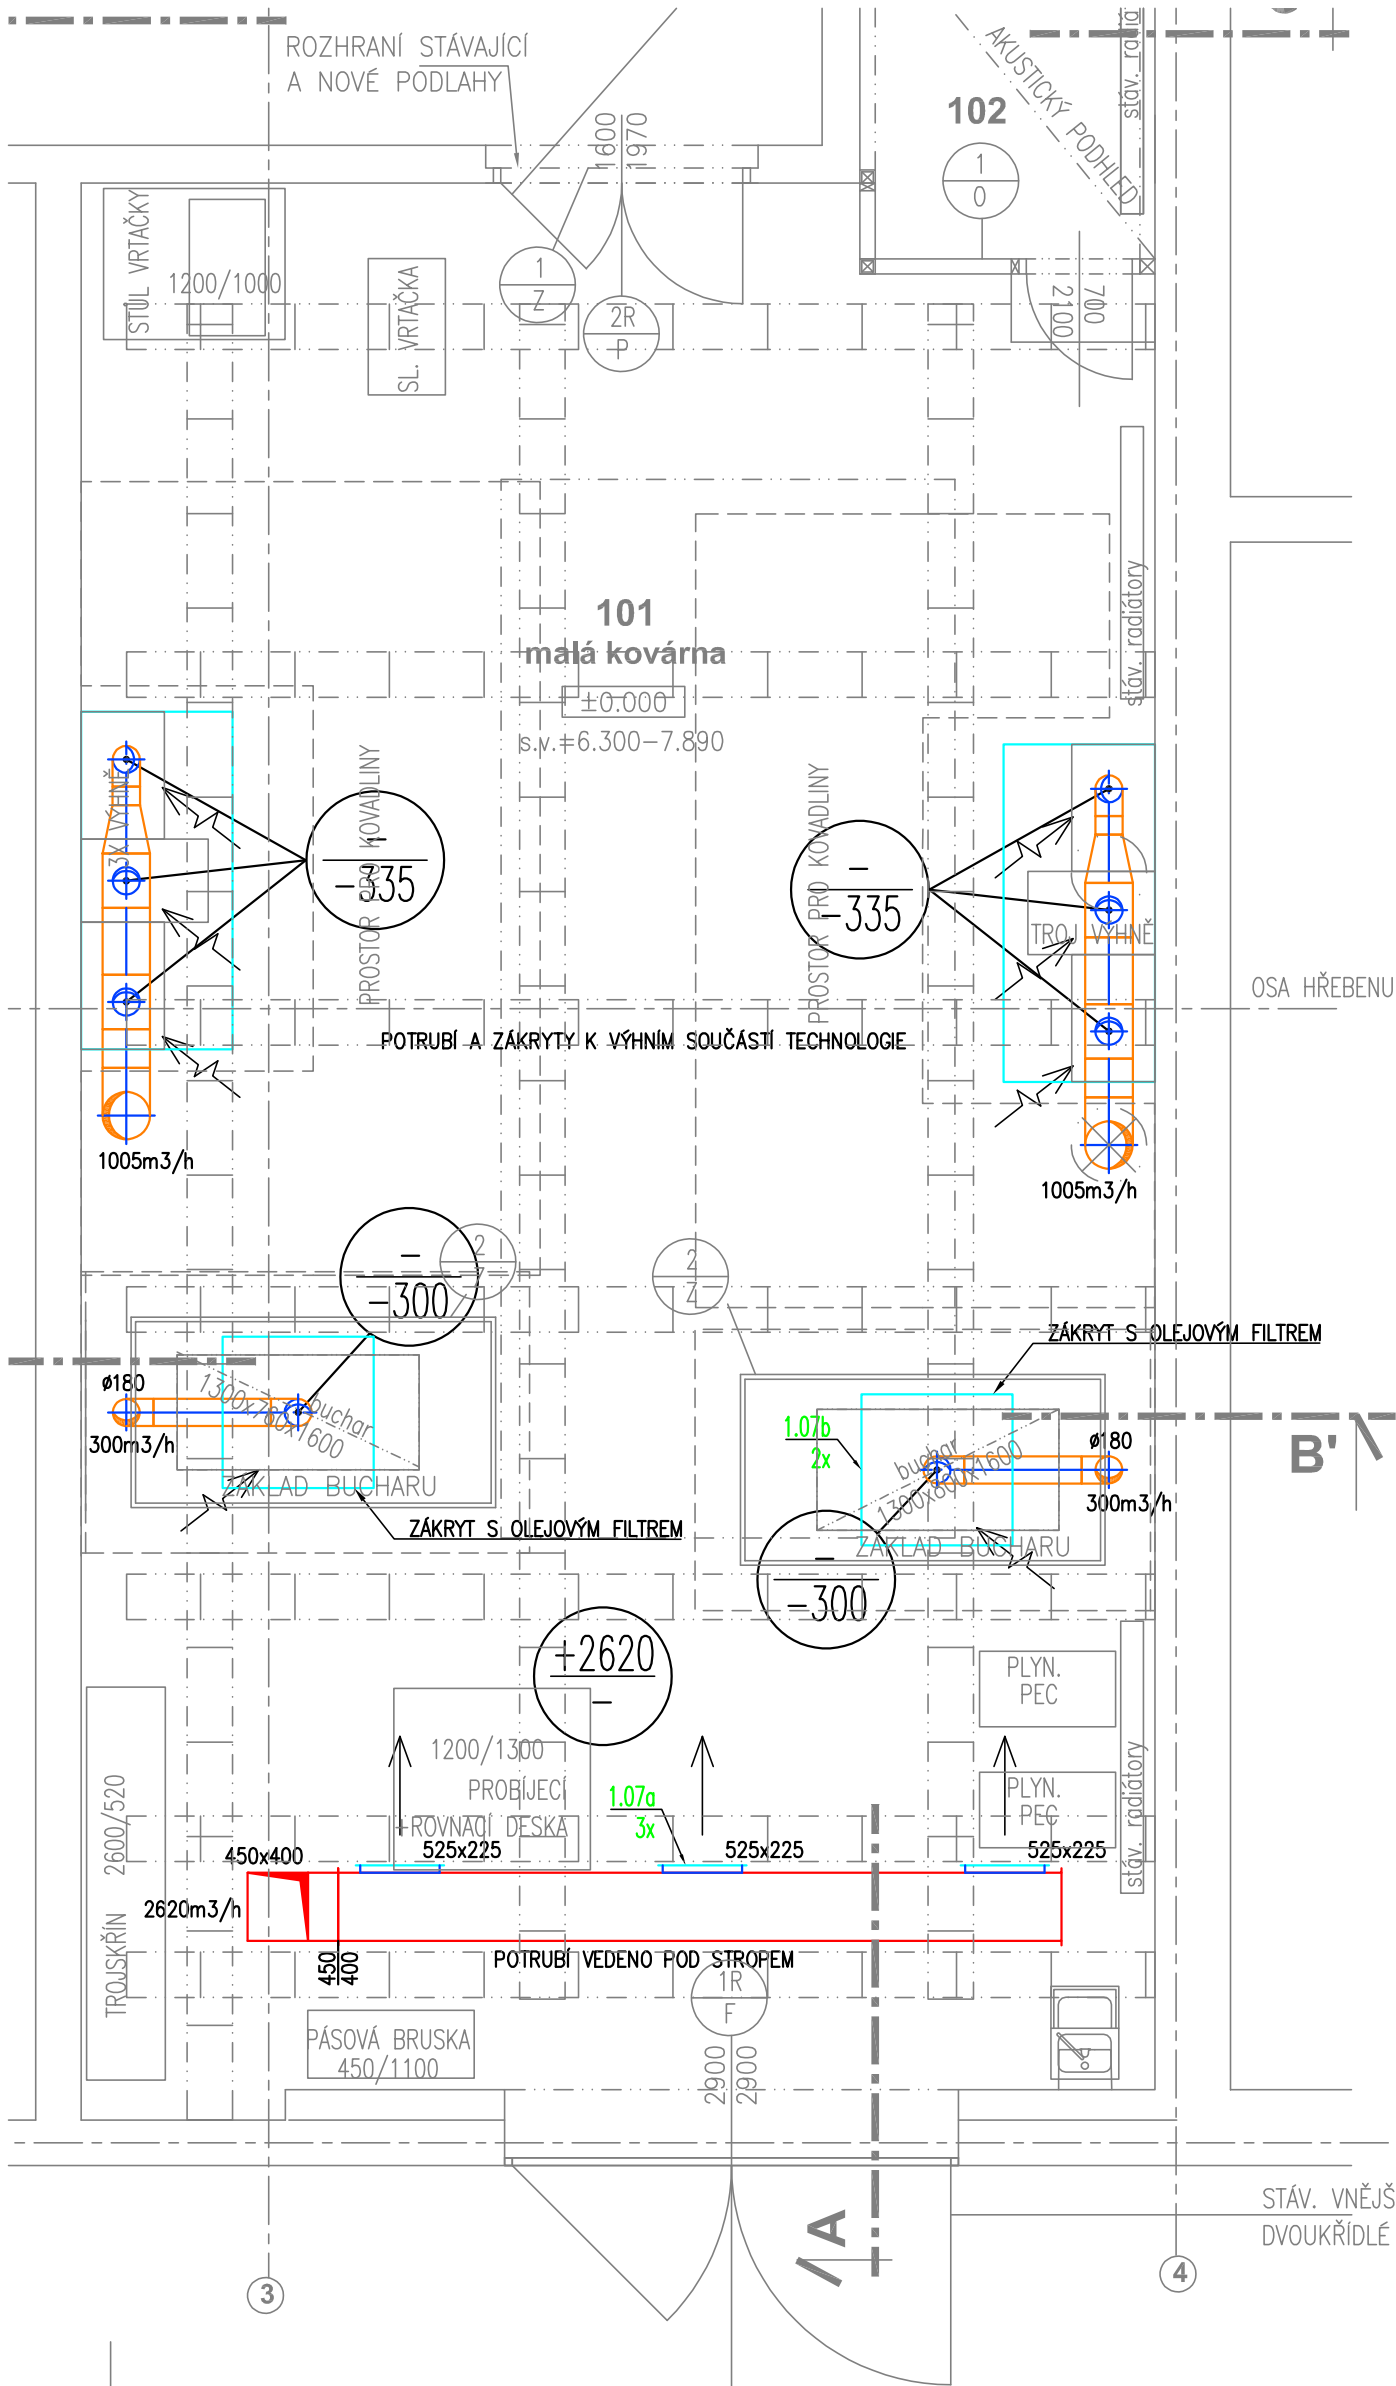 ROZHRANÍ STÁVAJÍCÍ
A NOVÉ PODLAHY
1600
1970
AKUSTICKÝ PODHLED
102
1
0
stáv. radiá
STŮL VRTAČKY
1200/1000
SL. VRTAČKA
1
Z
2R
P
700
2100
101
malá kovárna
±0.000
s.v.=6.300–7.890
stáv. radiátory
3X VÝHNĚ
PROSTOR PRO KOVADLINY
–
–335
PROSTOR PRO KOVADLINY
–
–335
TROJ VÝHNĚ
OSA HŘEBENU
POTRUBÍ A ZÁKRYTY K VÝHNÍM SOUČÁSTÍ TECHNOLOGIE
1005m3/h
1005m3/h
–
–300
2
Z
2
Z
ZÁKRYT S OLEJOVÝM FILTREM
ø180
300m3/h
buchar
1300x760x1600
ZÁKLAD BUCHARU
ZÁKRYT S OLEJOVÝM FILTREM
1.07b
2x
buchar
1300x800x1600
ø180
300m3/h
B'
ZÁKLAD BUCHARU
–
–300
+2620
–
PLYN.
PEC
PLYN.
PEC
stáv. radiátory
1200/1300
PROBÍJECÍ
+ROVNACÍ DESKA
1.07a
3x
525x225
525x225
525x225
450x400
2620m3/h
450
400
TROJSKŘÍN 2600/520
POTRUBÍ VEDENO POD STROPEM
1R
F
2900
2900
PÁSOVÁ BRUSKA
450/1100
A
STÁV. VNĚJŠ
DVOUKŘÍDLÉ
3
4